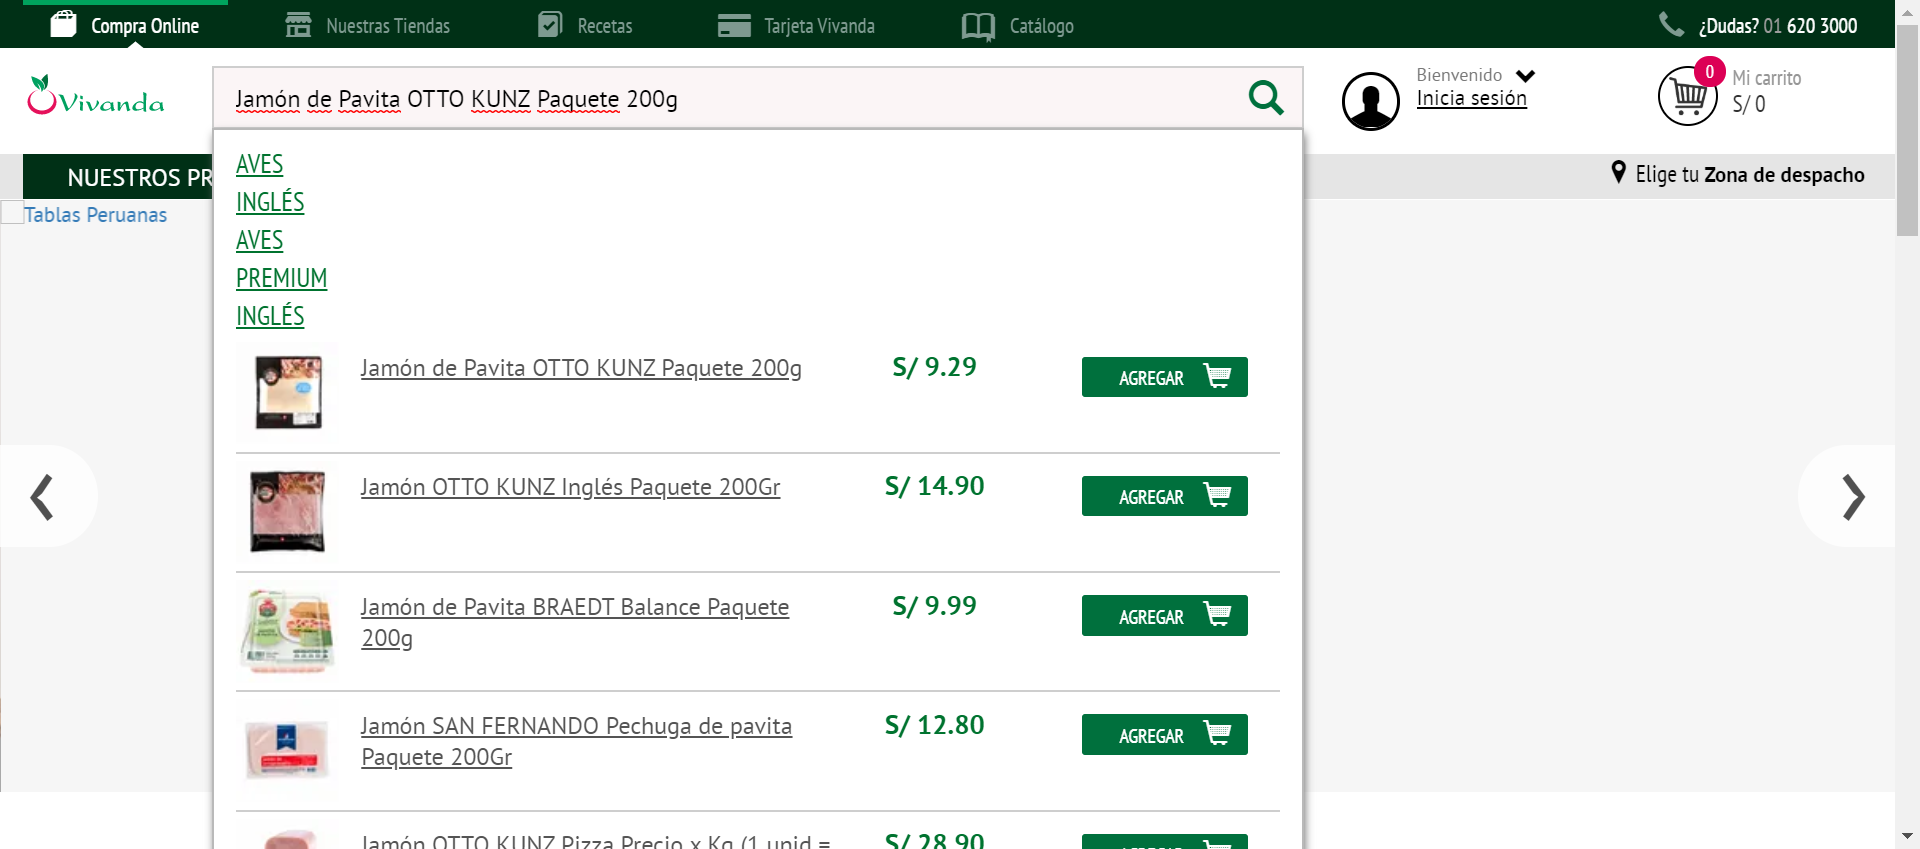 Compra Online
Nuestras Tiendas
Recetas
Tarjeta Vivanda
Catálogo
¿Dudas? 01 620 3000
Vivanda
Jamón de Pavita OTTO KUNZ Paquete 200g
Bienvenido
Inicia sesión
0
Mi carrito
S/ 0
NUESTROS PR
Elige tu Zona de despacho
Tablas Peruanas
AVES
INGLÉS
AVES
PREMIUM
INGLÉS
Jamón de Pavita OTTO KUNZ Paquete 200g
S/ 9.29
AGREGAR
Jamón OTTO KUNZ Inglés Paquete 200Gr
S/ 14.90
AGREGAR
Jamón de Pavita BRAEDT Balance Paquete
200g
S/ 9.99
AGREGAR
Jamón SAN FERNANDO Pechuga de pavita
Paquete 200Gr
S/ 12.80
AGREGAR
Jamón OTTO KUNZ Pizza Precio x Kg (1 unid =
S/ 28.90